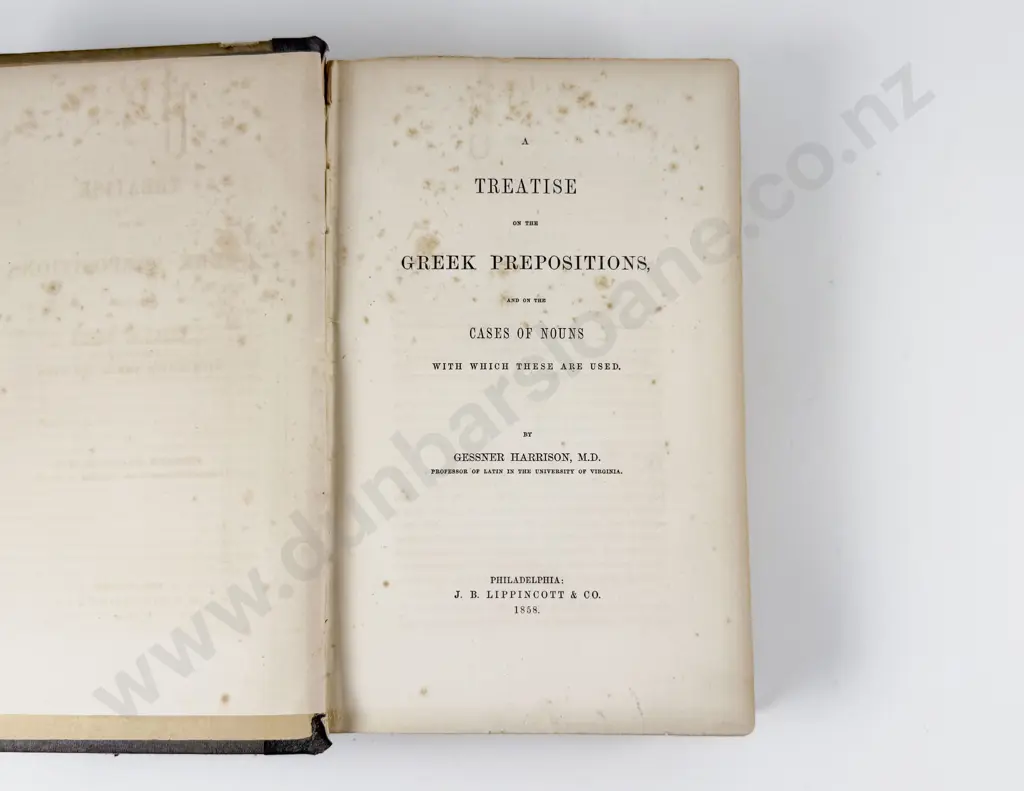 A
TREATISE
ON THE
GREEK PREPOSITIONS,
AND ON THE
CASES OF NOUNS
WITH WHICH THESE ARE USED.
BY
GESSNER HARRISON, M.D.
PROFESSOR OF LATIN IN THE UNIVERSITY OF VIRGINIA.
PHILADELPHIA:
J. B. LIPPINCOTT & CO.
1858.
www.dunbarsloane.co.nz